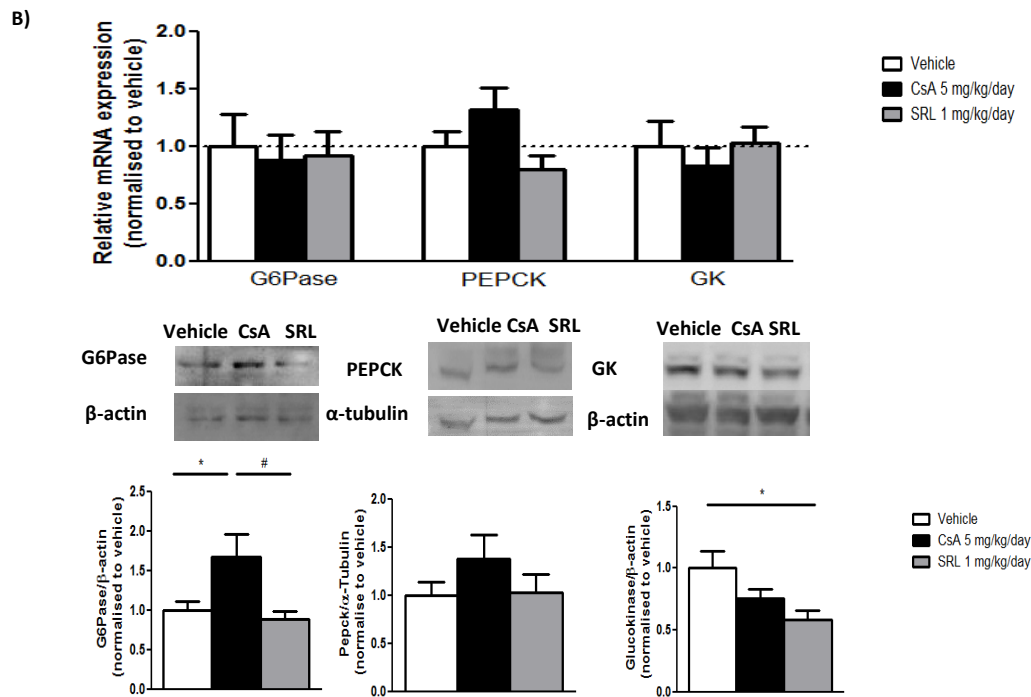 B)
Relative mRNA expression
(normalised to vehicle)
2.0
1.5
1.0
0.5
0.0
G6Pase PEPCK GK
Vehicle
CsA 5 mg/kg/day
SRL 1 mg/kg/day
Vehicle CsA SRL
G6Pase
β-actin
Vehicle CsA SRL
PEPCK
α-tubulin
Vehicle CsA SRL
GK
β-actin
* #
G6Pase/β-actin
(normalised to vehicle)
2.5
2.0
1.5
1.0
0.5
0.0
Pepck/α-Tubulin
(normalise to vehicle)
2.0
1.5
1.0
0.5
0.0
*
Glucokinase/β-actin
(normalised to vehicle)
1.5
1.0
0.5
0.0
Vehicle
CsA 5 mg/kg/day
SRL 1 mg/kg/day